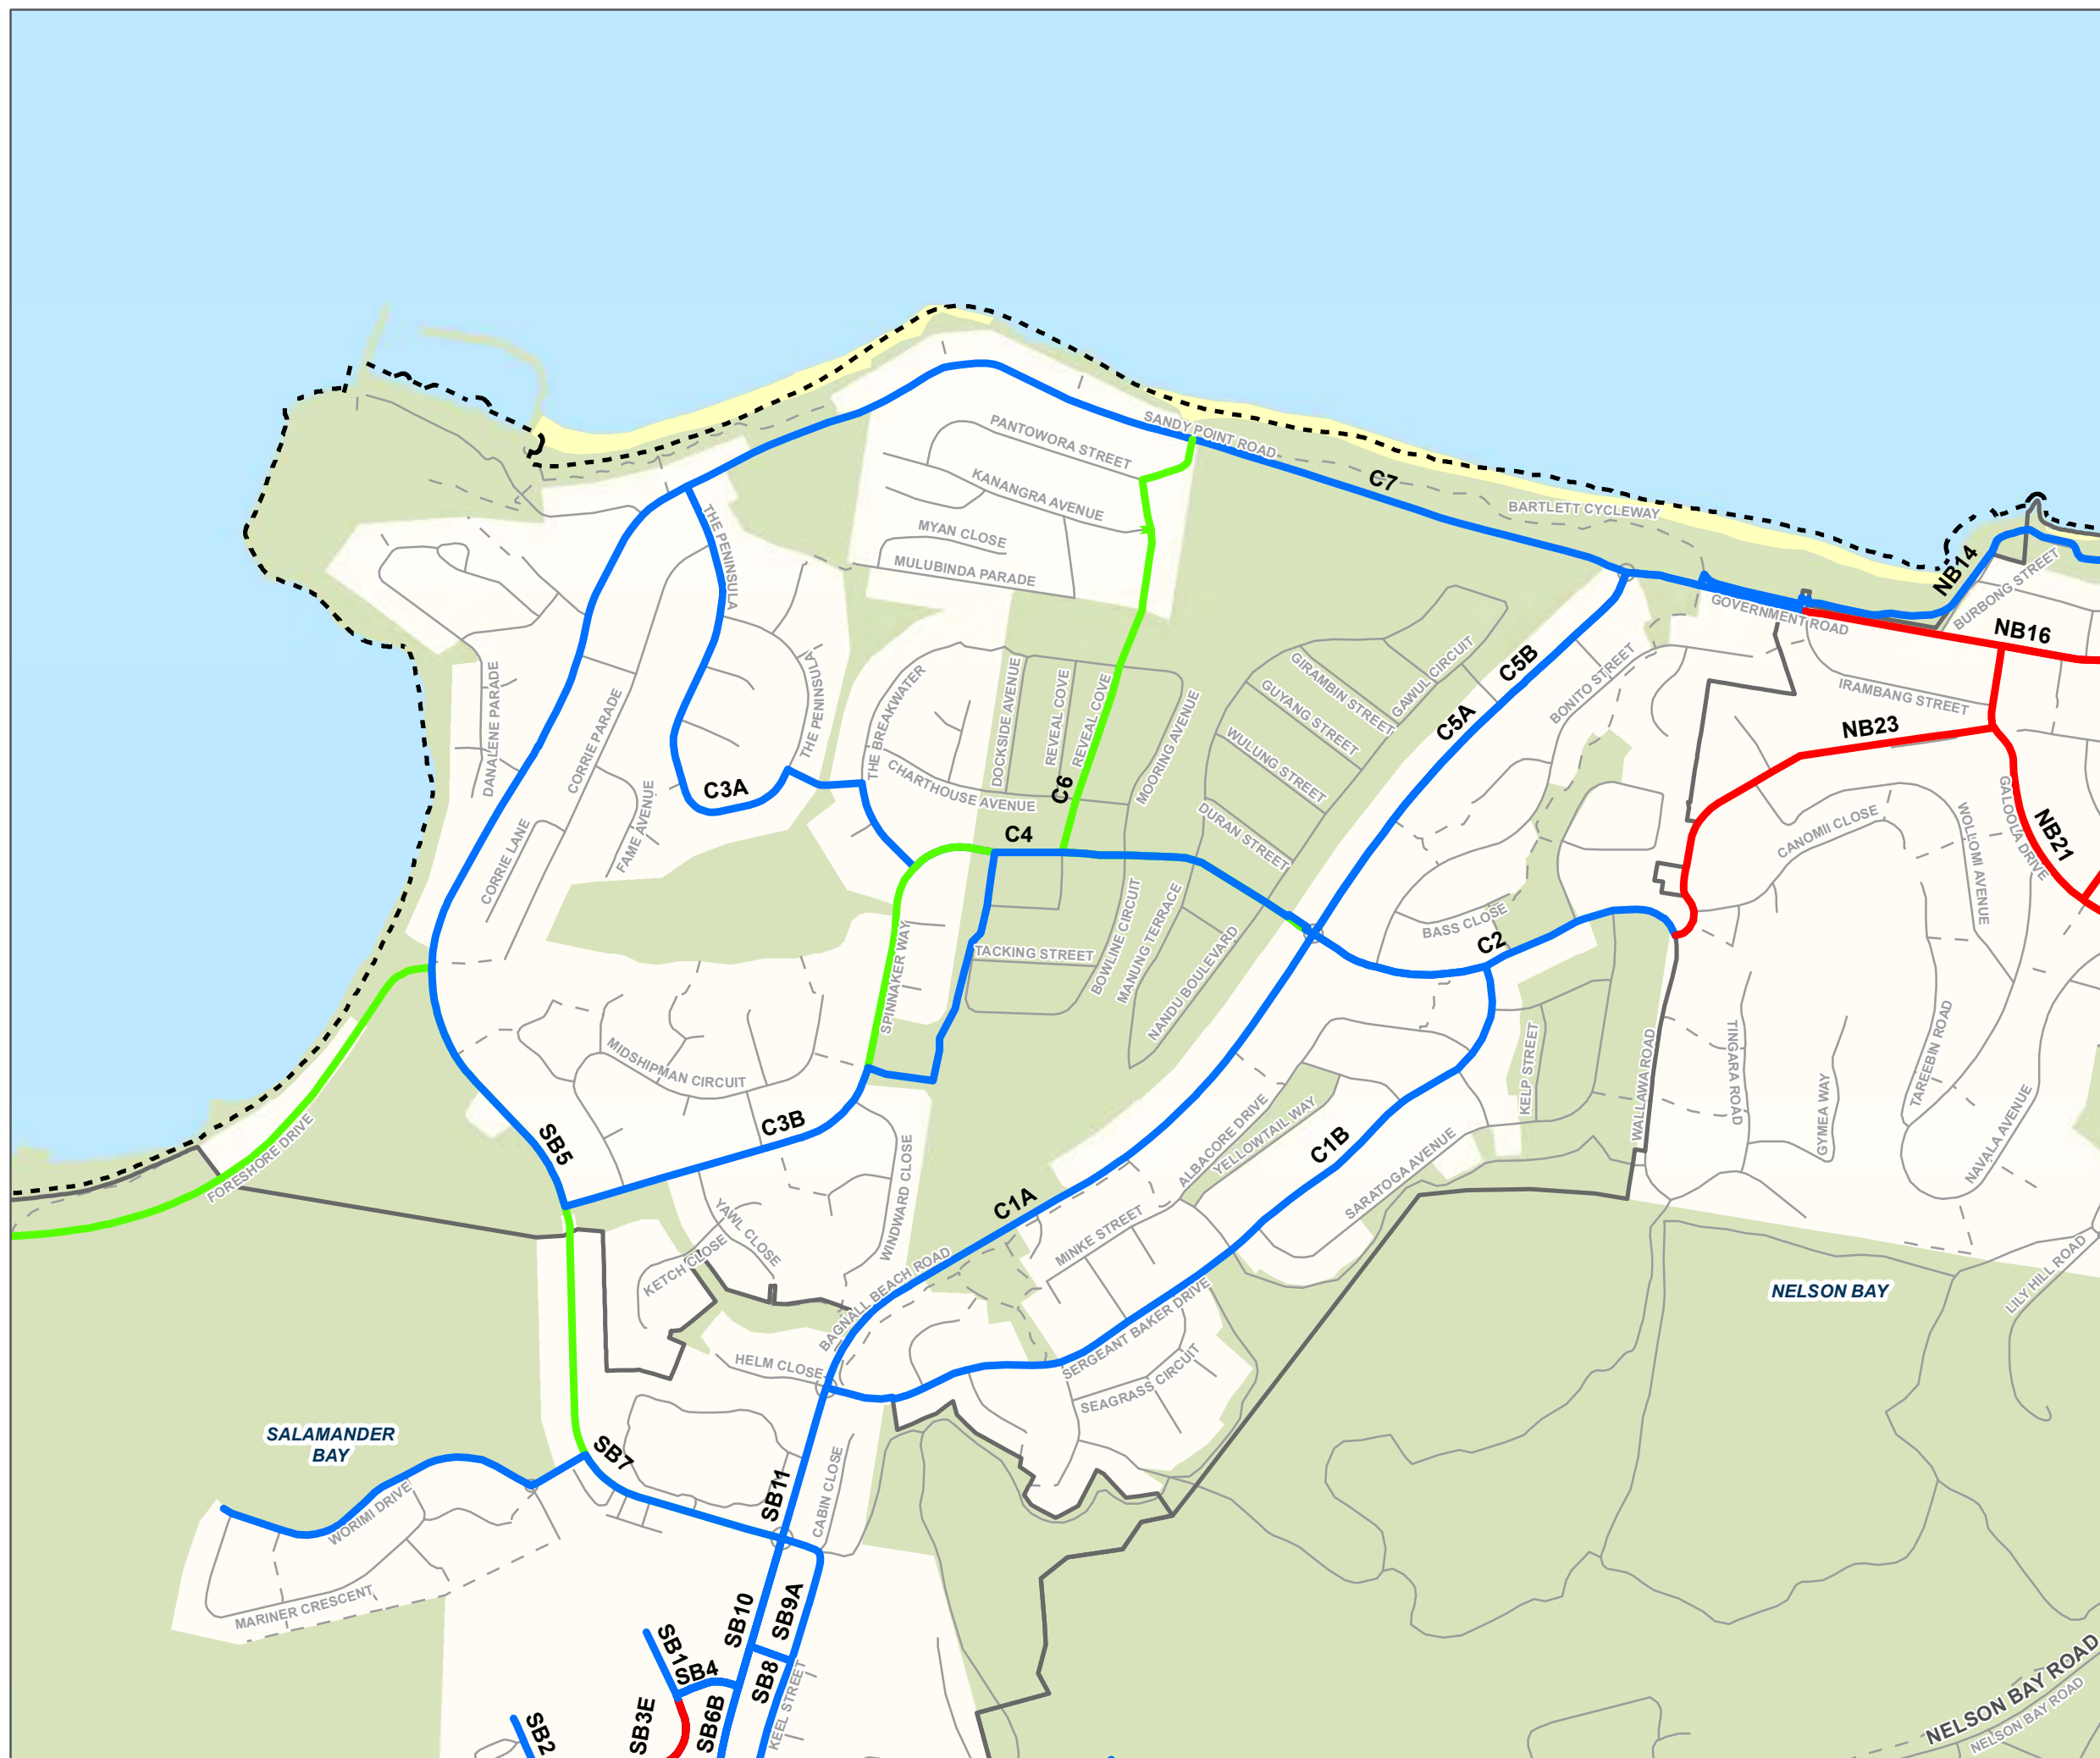 SANDY POINT ROAD
PANTOWORA STREET
C7
KANANGRA AVENUE
BARTLETT CYCLEWAY
THE PENINSULA
MYAN CLOSE
MULUBINDA PARADE
NB14
BURBONG STREET
GOVERNMENT ROAD
NB16
DANALENE PARADE
CORRIE PARADE
THE PENINSULA
THE BREAKWATER
DOCKSIDE AVENUE
REVEAL COVE
REVEAL COVE
MOORING AVENUE
GIRAMBIN STREET
GAWUL CIRCUIT
GUYANG STREET
WULUNG STREET
C5B
C5A
BONITO STREET
IRAMBANG STREET
NB23
C3A
CHARTHOUSE AVENUE
C6
C4
DURAN STREET
GALOOLA DRIVE
NB21
CANOMII CLOSE
WOLLOMI AVENUE
FAME AVENUE
CORRIE LANE
SPINNAKER WAY
TACKING STREET
BOWLINE CIRCUIT
MANUNG TERRACE
NANDU BOULEVARD
BASS CLOSE
C2
MIDSHIPMAN CIRCUIT
KELP STREET
WALLAWA ROAD
TINGARA ROAD
GYMEA WAY
TAREEBIN ROAD
NAVALA AVENUE
FORESHORE DRIVE
SB5
C3B
ALBACORE DRIVE
YELLOWTAIL WAY
C1B
SARATOGA AVENUE
WINDWARD CLOSE
YAWL CLOSE
KETCH CLOSE
C1A
MINKE STREET
BAGNALL BEACH ROAD
SERGEANT BAKER DRIVE
SEAGRASS CIRCUIT
HELM CLOSE
NELSON BAY
LILY HILL ROAD
SALAMANDER
BAY
SB7
SB11
CABIN CLOSE
WORIMI DRIVE
MARINER CRESCENT
SB10
SB9A
SB1
SB4
SB8
SB6B
KEEL STREET
SB3E
SB2
NELSON BAY ROAD
NELSON BAY ROAD